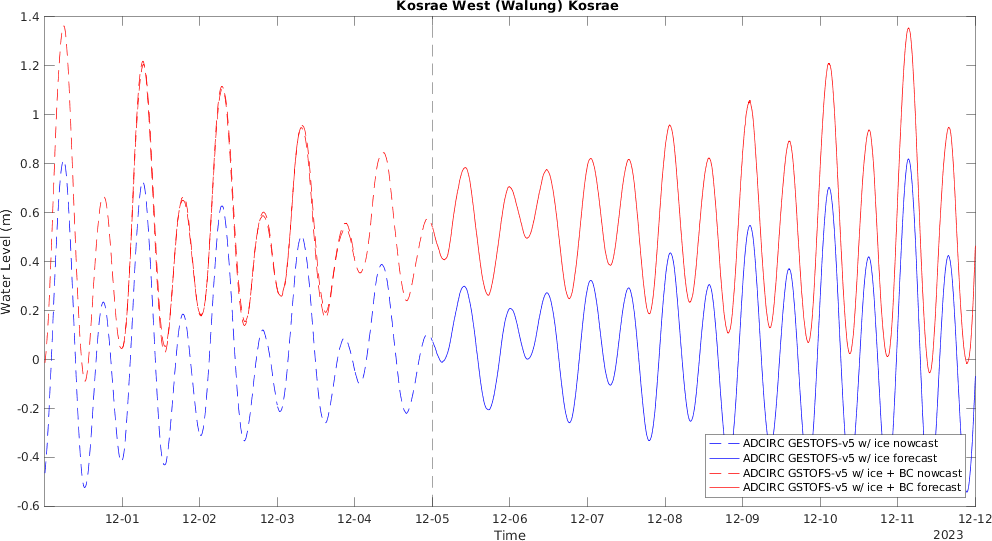 Kosrae West (Walung) Kosrae
1.4
1.2
1
0.8
0.6
0.4
0.2
0
-0.2
-0.4
-0.6
Water Level (m)
ADCIRC GESTOFS-v5 w/ ice nowcast
ADCIRC GESTOFS-v5 w/ ice forecast
ADCIRC GSTOFS-v5 w/ ice + BC nowcast
ADCIRC GSTOFS-v5 w/ ice + BC forecast
12-01 12-02 12-03 12-04 12-05 12-06 12-07 12-08 12-09 12-10 12-11 12-12
Time
2023